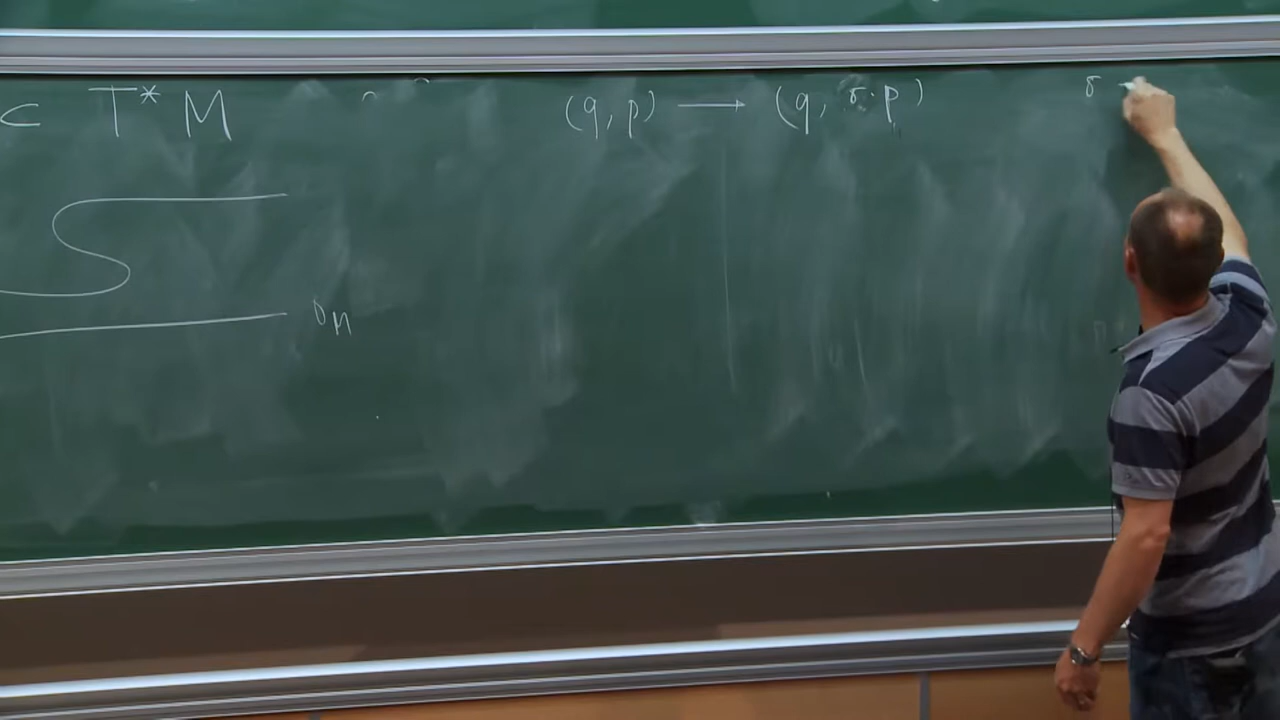 ⊂ T* M (q, p) ⟶ (q, σ·p) σ
0_M